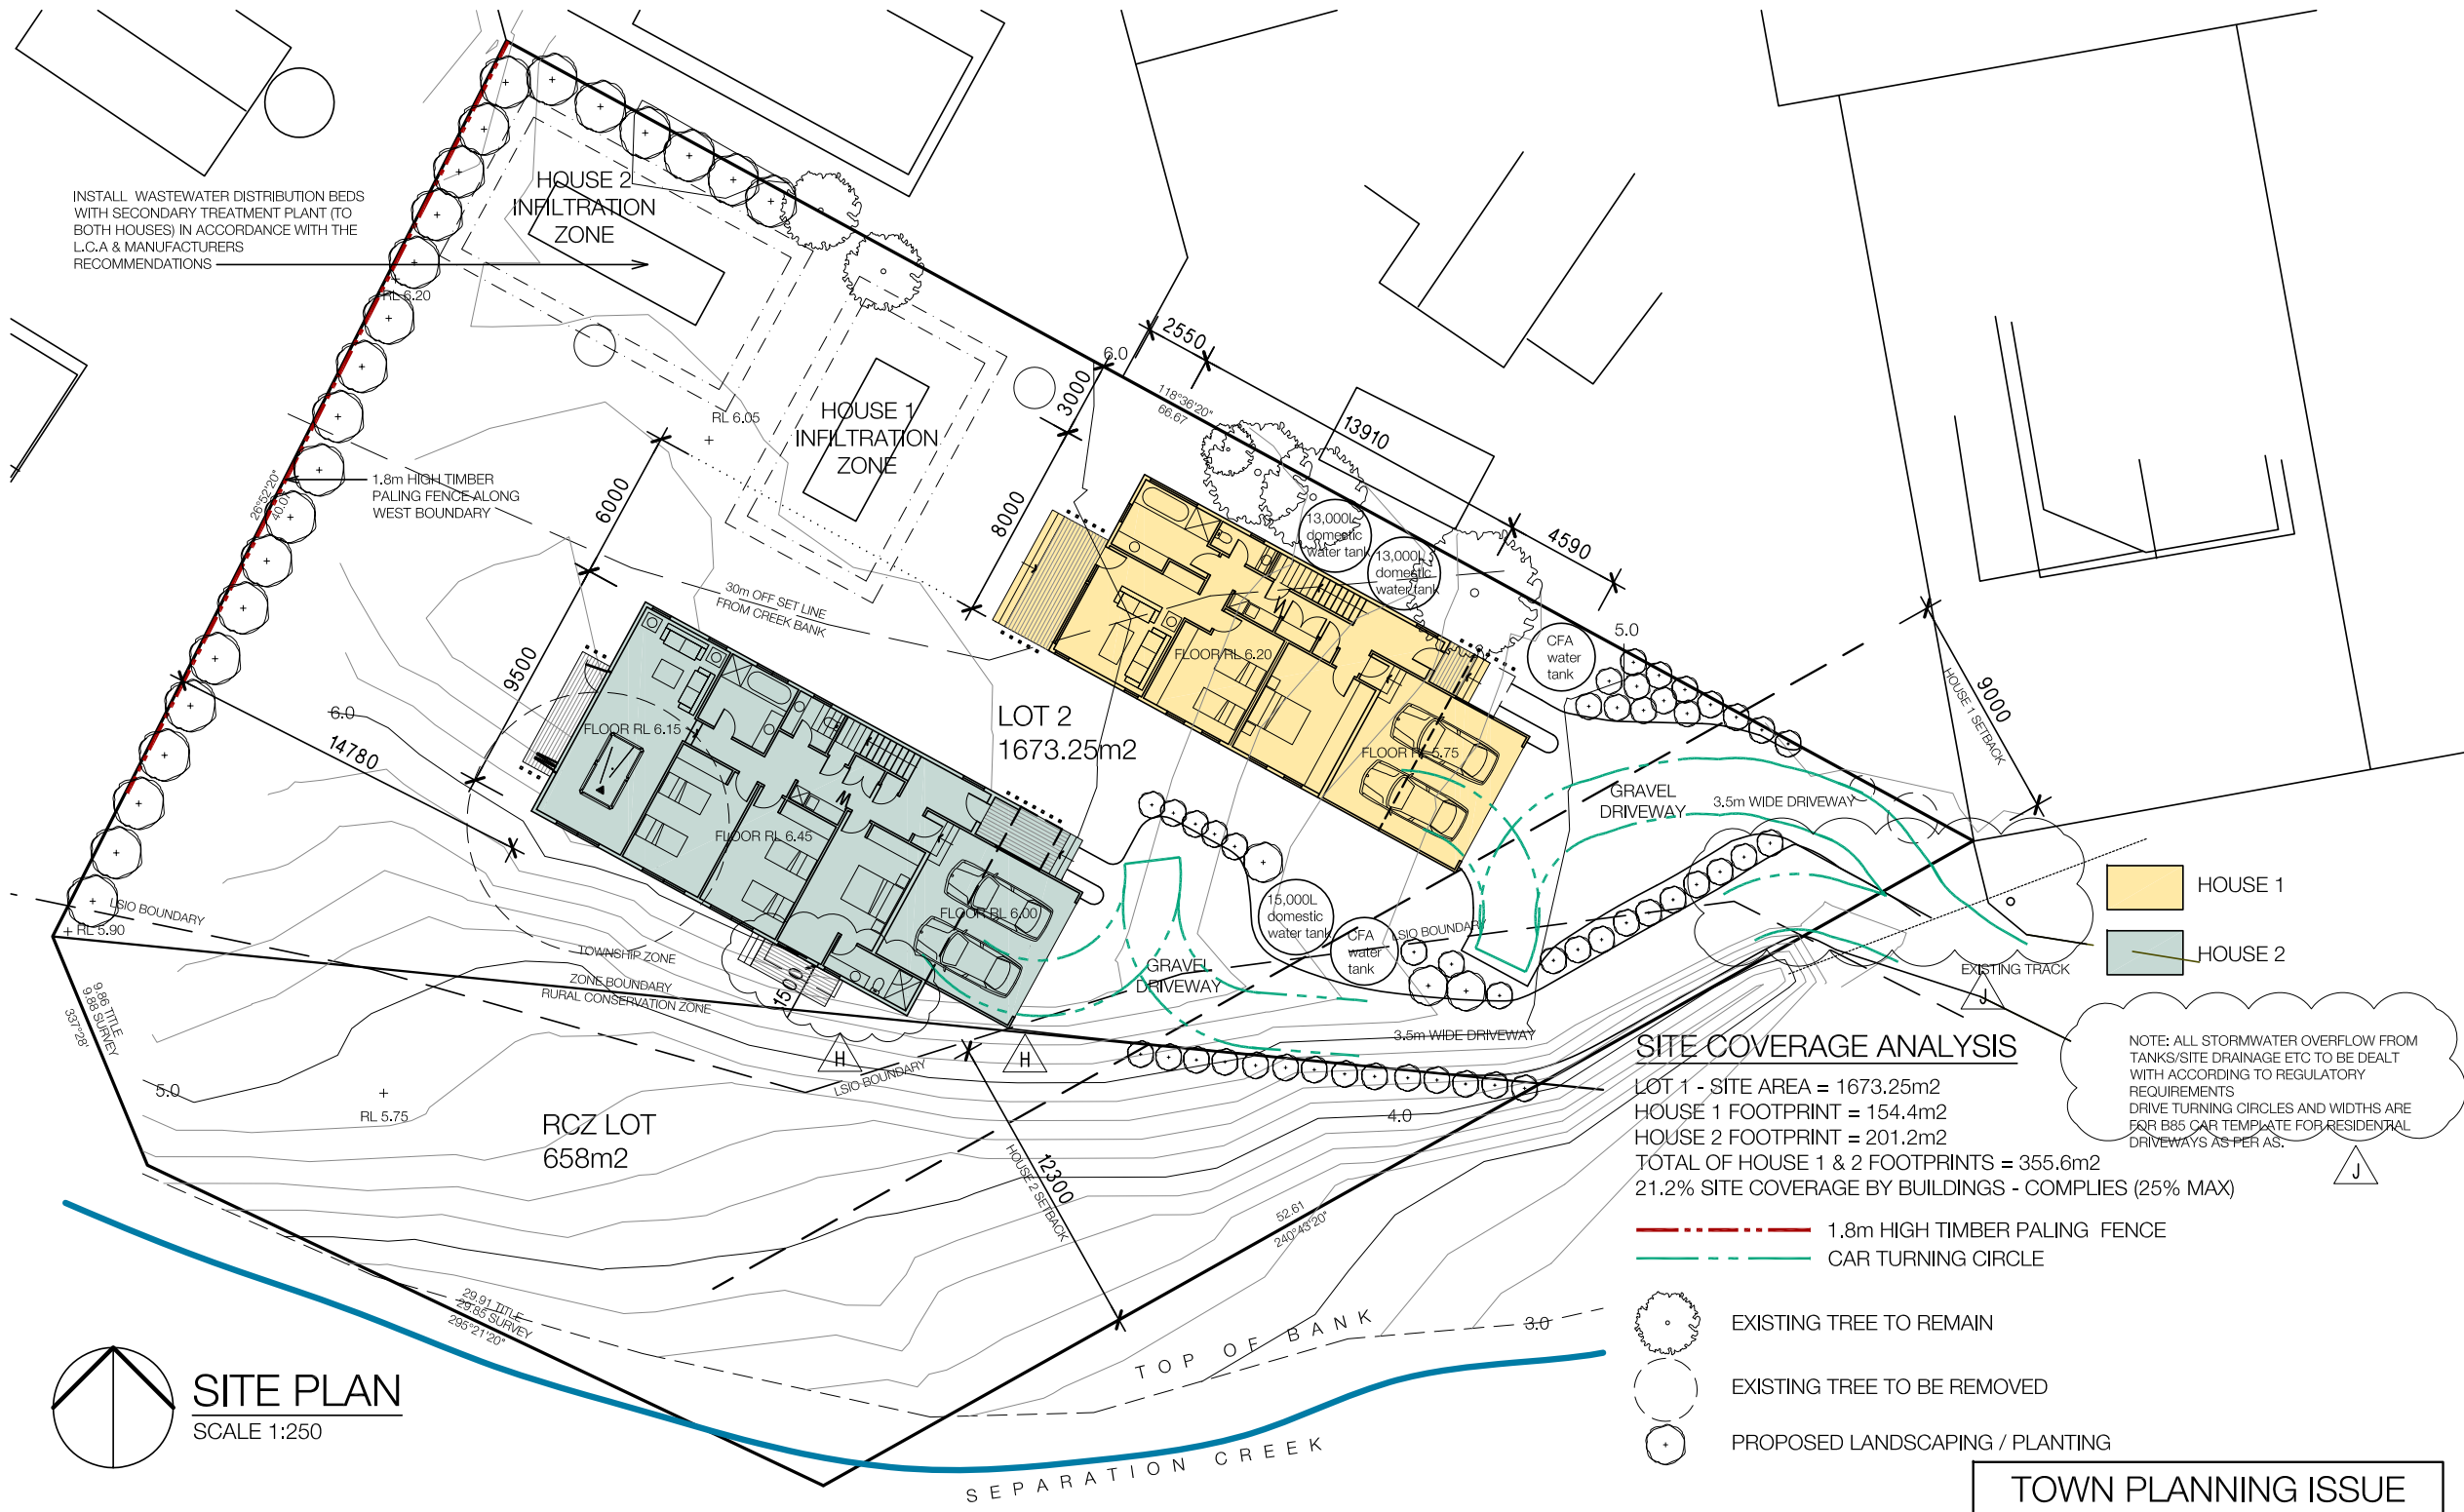 INSTALL WASTEWATER DISTRIBUTION BEDS
WITH SECONDARY TREATMENT PLANT (TO
BOTH HOUSES) IN ACCORDANCE WITH THE
L.C.A & MANUFACTURERS
RECOMMENDATIONS
HOUSE 2
INFILTRATION
ZONE
RL 6.20
RL 6.05
HOUSE 1
INFILTRATION
ZONE
1.8m HIGH TIMBER
PALING FENCE ALONG
WEST BOUNDARY
26°52'20"
40.07
6000
9500
3000
8000
6.0
2550
118°36'20"
66.67
13910
4590
13,000L
domestic
water tank
13,000L
domestic
water tank
CFA
water
tank
5.0
30m OFF SET LINE
FROM CREEK BANK
FLOOR RL 6.20
FLOOR RL 5.75
LOT 2
1673.25m2
FLOOR RL 6.15
FLOOR RL 6.45
FLOOR RL 6.00
6.0
14780
9000
HOUSE 1 SETBACK
GRAVEL
DRIVEWAY
3.5m WIDE DRIVEWAY
15,000L
domestic
water tank
CFA
water
tank
LSIO BOUNDARY
GRAVEL
DRIVEWAY
3.5m WIDE DRIVEWAY
EXISTING TRACK
J
HOUSE 1
HOUSE 2
LSIO BOUNDARY
RL 5.90
TOWNSHIP ZONE
ZONE BOUNDARY
RURAL CONSERVATION ZONE
1500
H
H
LSIO BOUNDARY
9.86 TITLE
9.88 SURVEY
337°28'
5.0
RL 5.75
RCZ LOT
658m2
12300
HOUSE 2 SETBACK
4.0
52.61
240°43'20"
29.91 TITLE
29.85 SURVEY
295°21'20"
3.0
TOP OF BANK
SEPARATION CREEK
NOTE: ALL STORMWATER OVERFLOW FROM
TANKS/SITE DRAINAGE ETC TO BE DEALT
WITH ACCORDING TO REGULATORY
REQUIREMENTS
DRIVE TURNING CIRCLES AND WIDTHS ARE
FOR B85 CAR TEMPLATE FOR RESIDENTIAL
DRIVEWAYS AS PER AS.
J
SITE COVERAGE ANALYSIS
LOT 1 - SITE AREA = 1673.25m2
HOUSE 1 FOOTPRINT = 154.4m2
HOUSE 2 FOOTPRINT = 201.2m2
TOTAL OF HOUSE 1 & 2 FOOTPRINTS = 355.6m2
21.2% SITE COVERAGE BY BUILDINGS - COMPLIES (25% MAX)
1.8m HIGH TIMBER PALING FENCE
CAR TURNING CIRCLE
EXISTING TREE TO REMAIN
EXISTING TREE TO BE REMOVED
PROPOSED LANDSCAPING / PLANTING
SITE PLAN
SCALE 1:250
TOWN PLANNING ISSUE